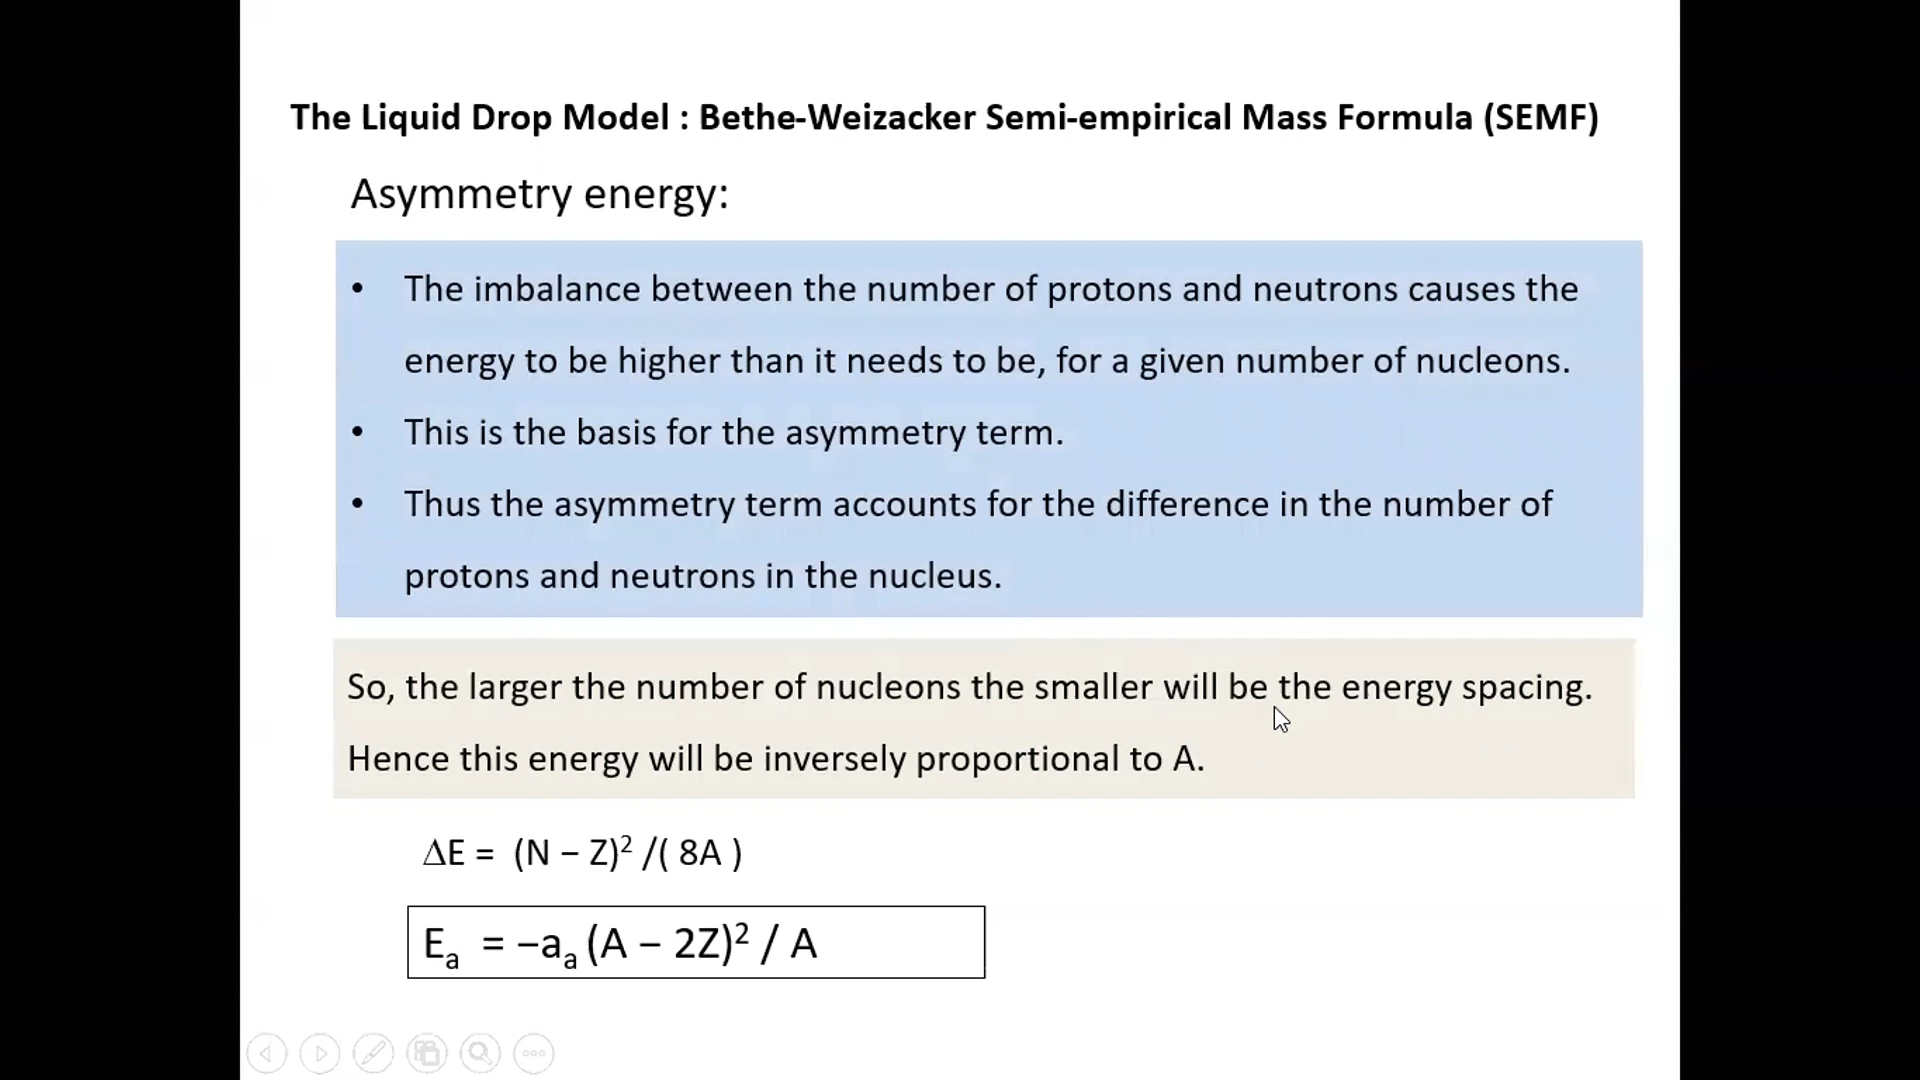 The Liquid Drop Model : Bethe-Weizacker Semi-empirical Mass Formula (SEMF)
Asymmetry energy:
• The imbalance between the number of protons and neutrons causes the
energy to be higher than it needs to be, for a given number of nucleons.
• This is the basis for the asymmetry term.
• Thus the asymmetry term accounts for the difference in the number of
protons and neutrons in the nucleus.
So, the larger the number of nucleons the smaller will be the energy spacing.
Hence this energy will be inversely proportional to A.
ΔE = (N − Z)² /( 8A )
Eₐ = −aₐ (A − 2Z)² / A